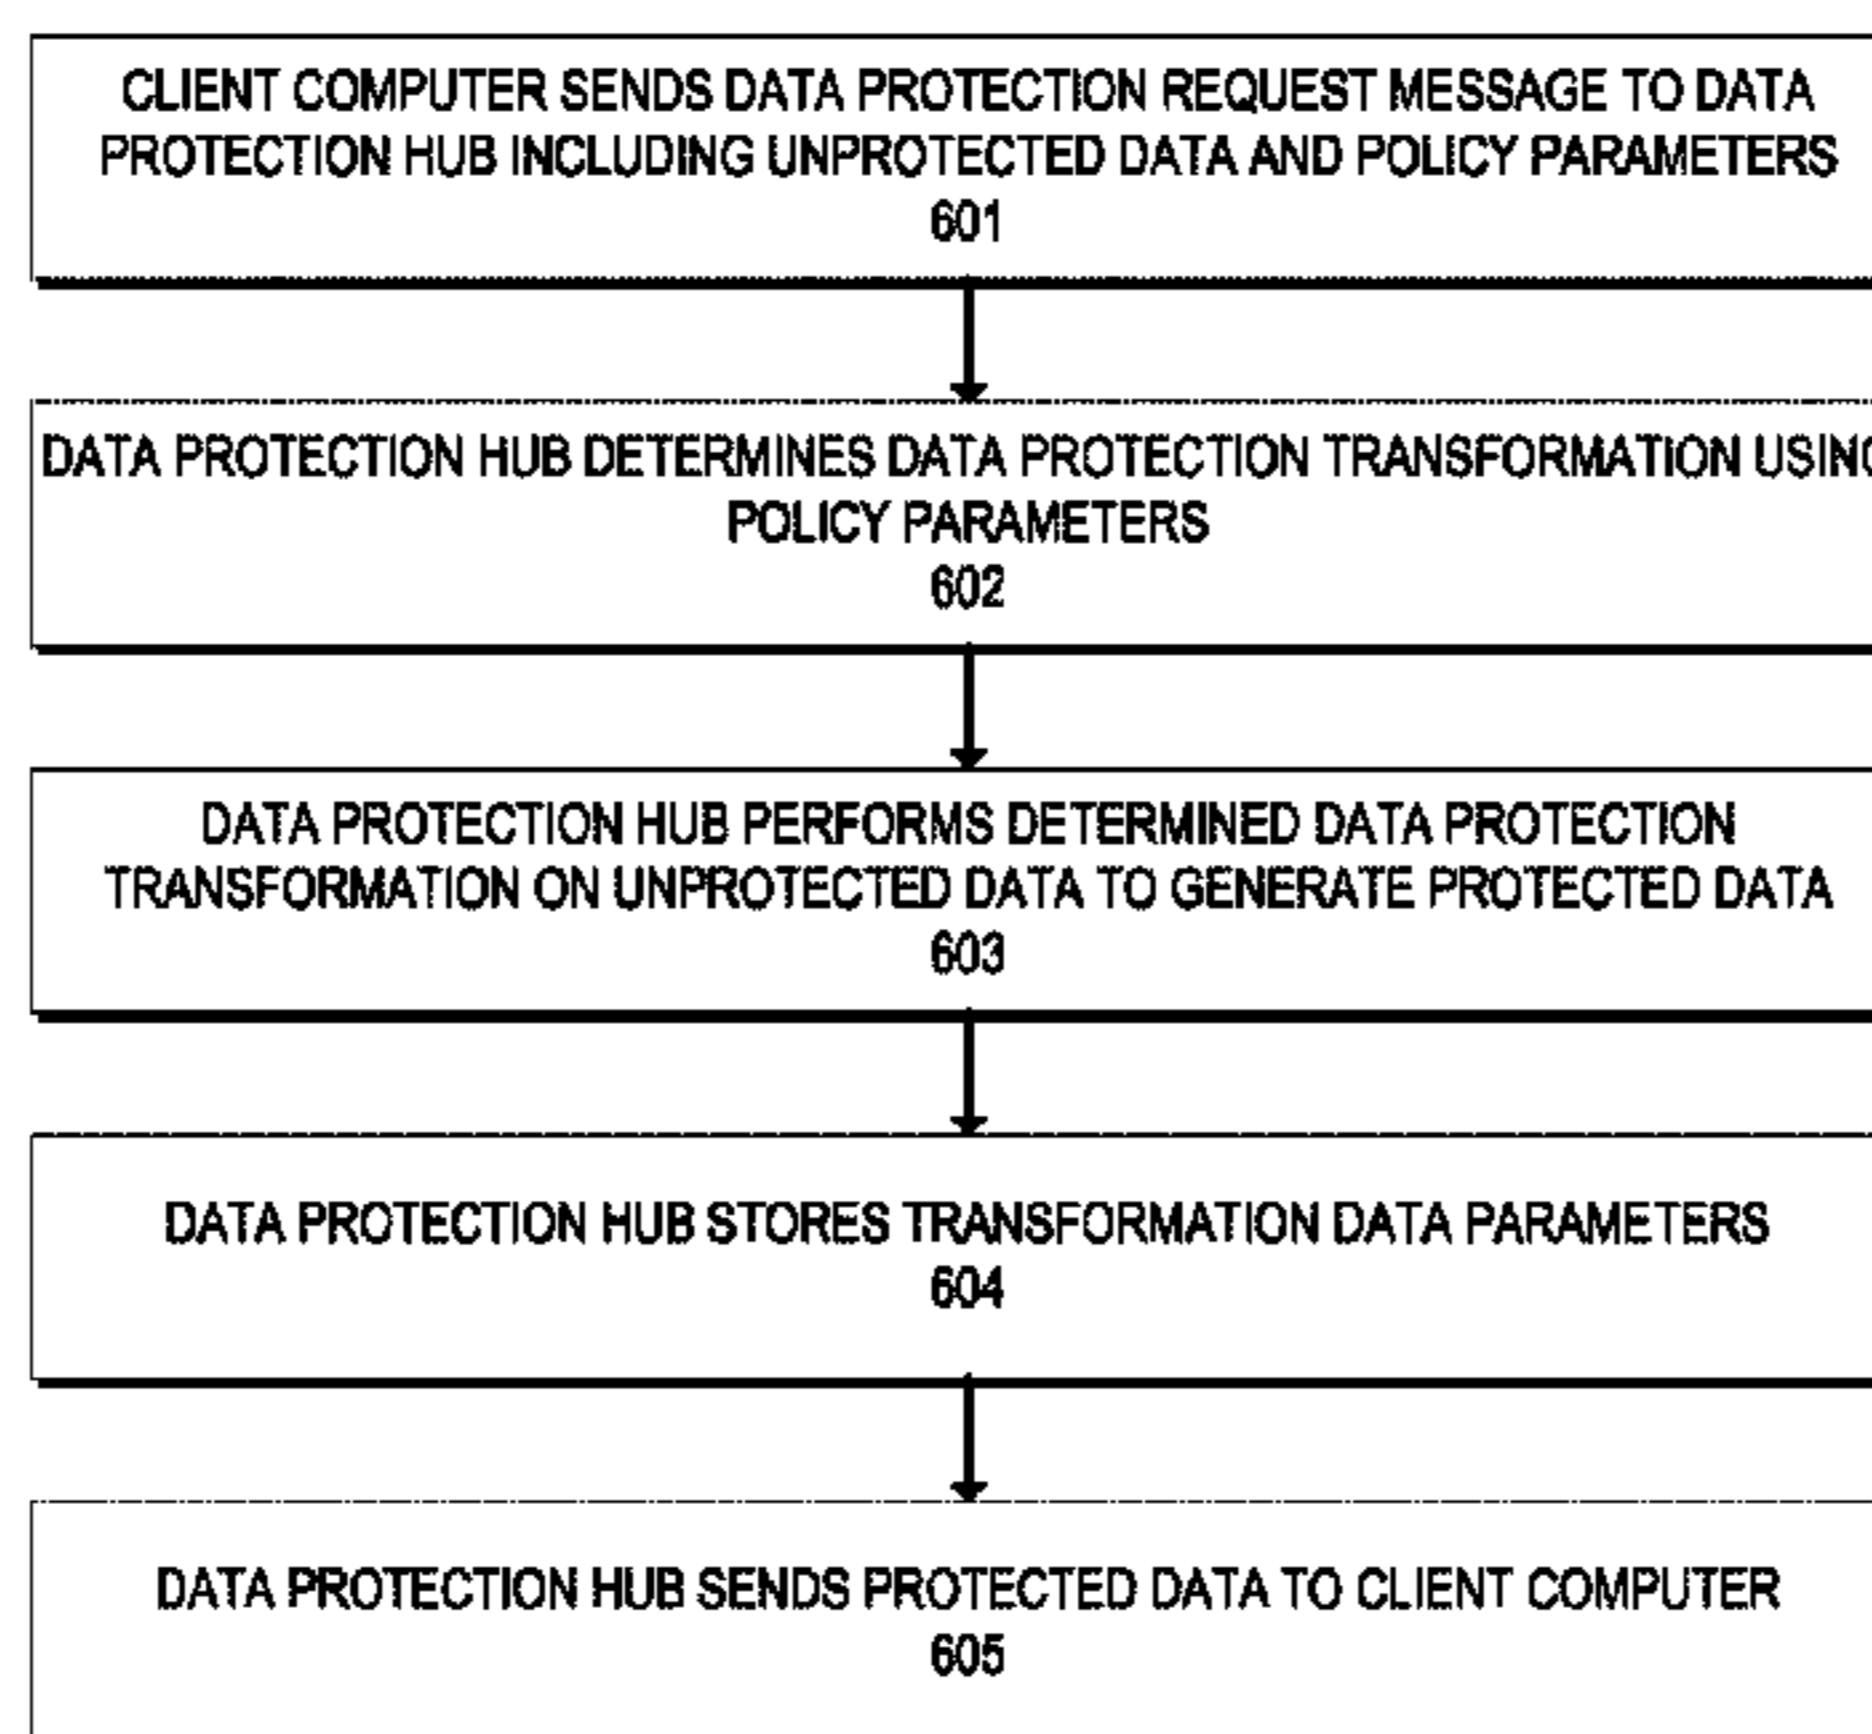 CLIENT COMPUTER SENDS DATA PROTECTION REQUEST MESSAGE TO DATA
PROTECTION HUB INCLUDING UNPROTECTED DATA AND POLICY PARAMETERS
601
DATA PROTECTION HUB DETERMINES DATA PROTECTION TRANSFORMATION USING
POLICY PARAMETERS
602
DATA PROTECTION HUB PERFORMS DETERMINED DATA PROTECTION
TRANSFORMATION ON UNPROTECTED DATA TO GENERATE PROTECTED DATA
603
DATA PROTECTION HUB STORES TRANSFORMATION DATA PARAMETERS
604
DATA PROTECTION HUB SENDS PROTECTED DATA TO CLIENT COMPUTER
605